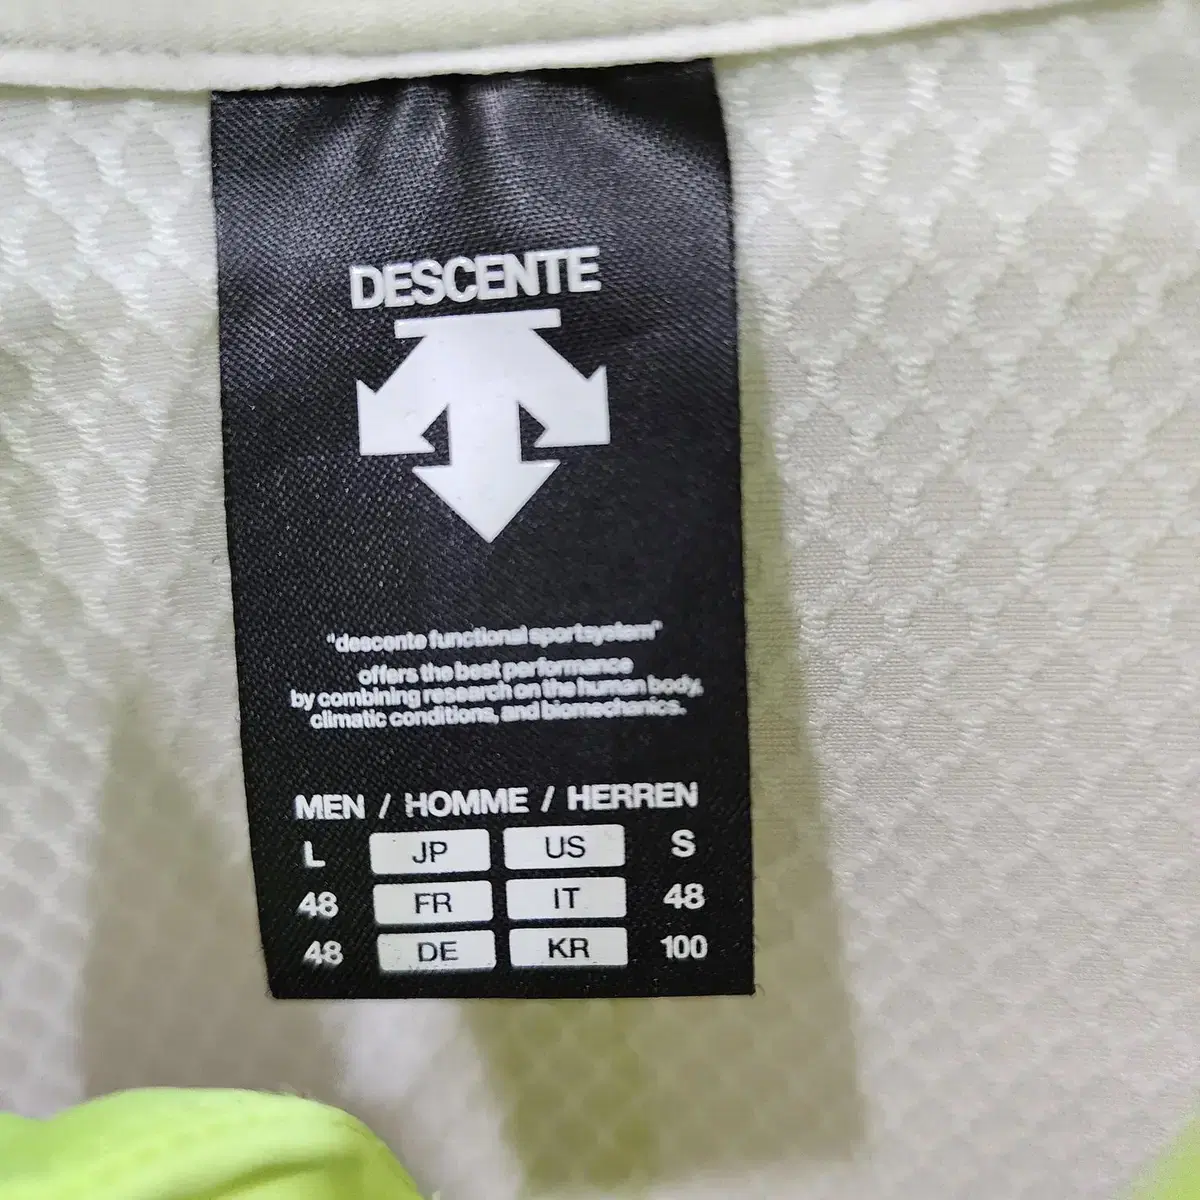 DESCENTE
"descente functional sportsystem"
offers the best performance
by combining research on the human body,
climatic conditions, and biomechanics.
MEN / HOMME / HERREN
L JP US S
48 FR IT 48
48 DE KR 100